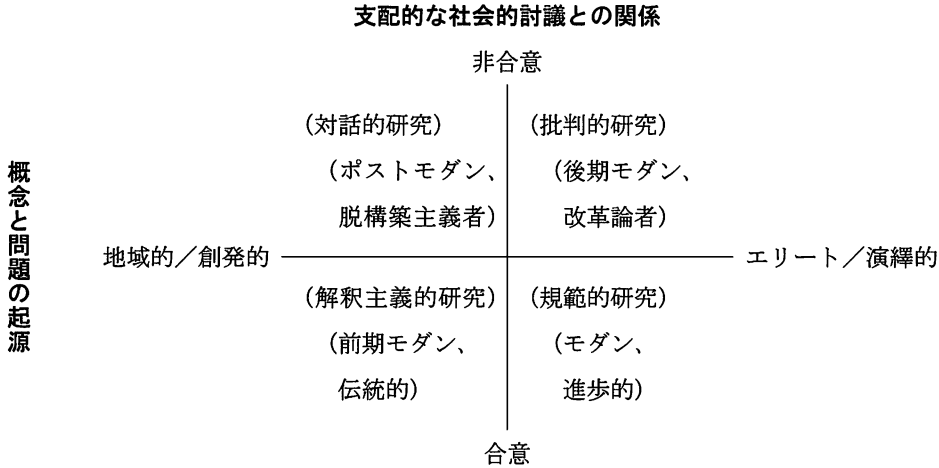 支配的な社会的討議との関係
非合意
(対話的研究)
(ポストモダン、
脱構築主義者)
(批判的研究)
(後期モダン、
改革論者)
概念と問題の起源
地域的／創発的
エリート／演繹的
(解釈主義的研究)
(前期モダン、
伝統的)
(規範的研究)
(モダン、
進歩的)
合意